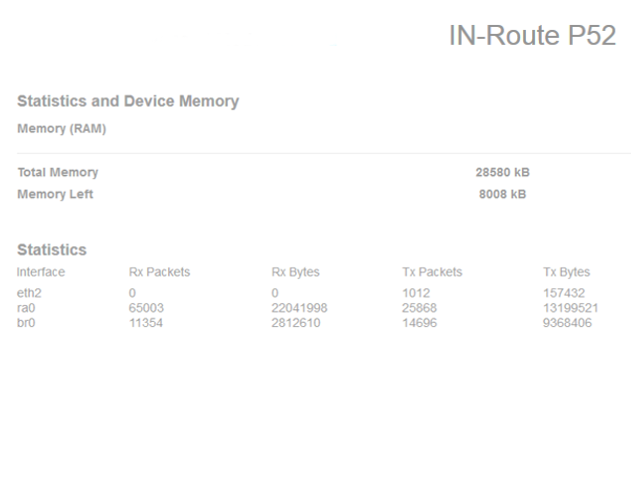 IN-Route P52
Statistics and Device Memory
Memory (RAM)
Total Memory 28580 kB
Memory Left 8008 kB
Statistics
Interface Rx Packets Rx Bytes Tx Packets Tx Bytes
eth2 0 0 1012 157432
ra0 65003 22041998 25868 13199521
br0 11354 2812610 14696 9368406